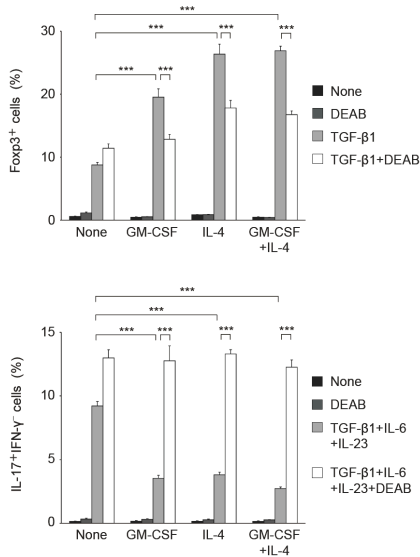 ***
***
***
***
***
***
Foxp3+ cells (%)
30
20
10
0
None
GM-CSF
IL-4
GM-CSF
+IL-4
None
DEAB
TGF-β1
TGF-β1+DEAB
***
***
***
***
***
***
IL-17+IFN-γ− cells (%)
15
10
5
0
None
GM-CSF
IL-4
GM-CSF
+IL-4
None
DEAB
TGF-β1+IL-6
+IL-23
TGF-β1+IL-6
+IL-23+DEAB